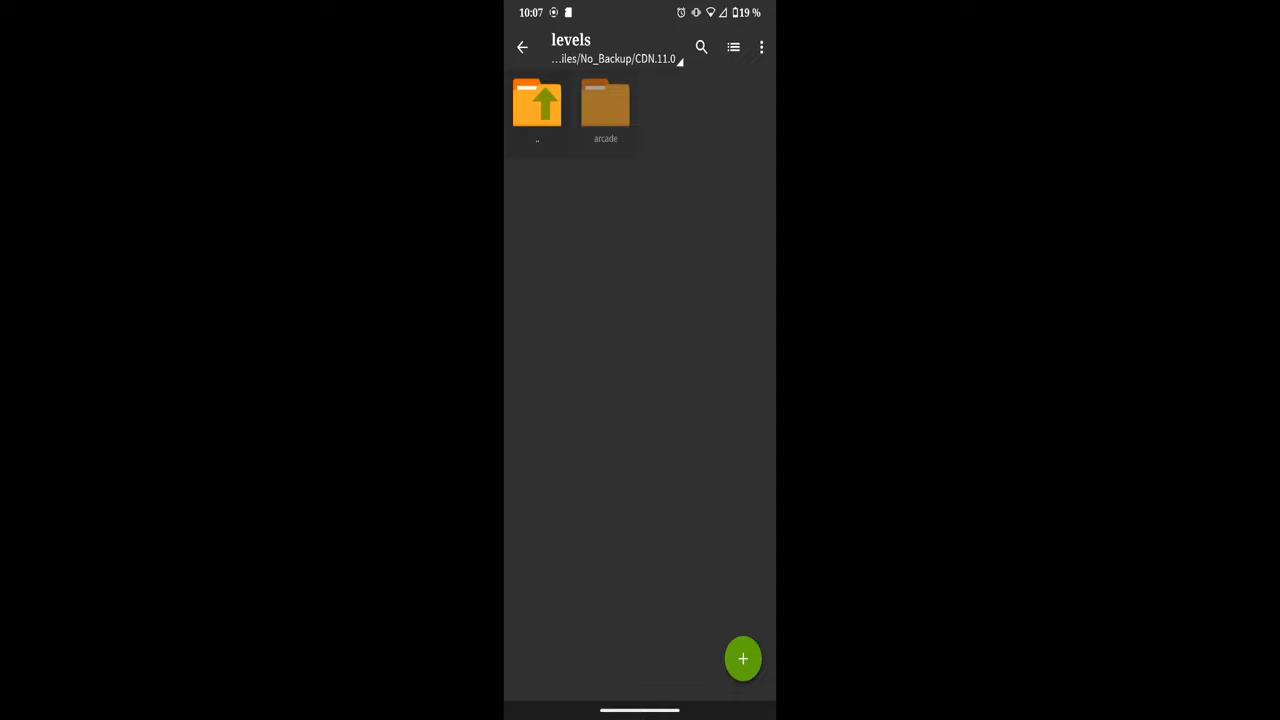 10:07 19 %
levels
...iles/No_Backup/CDN.11.0
..
arcade